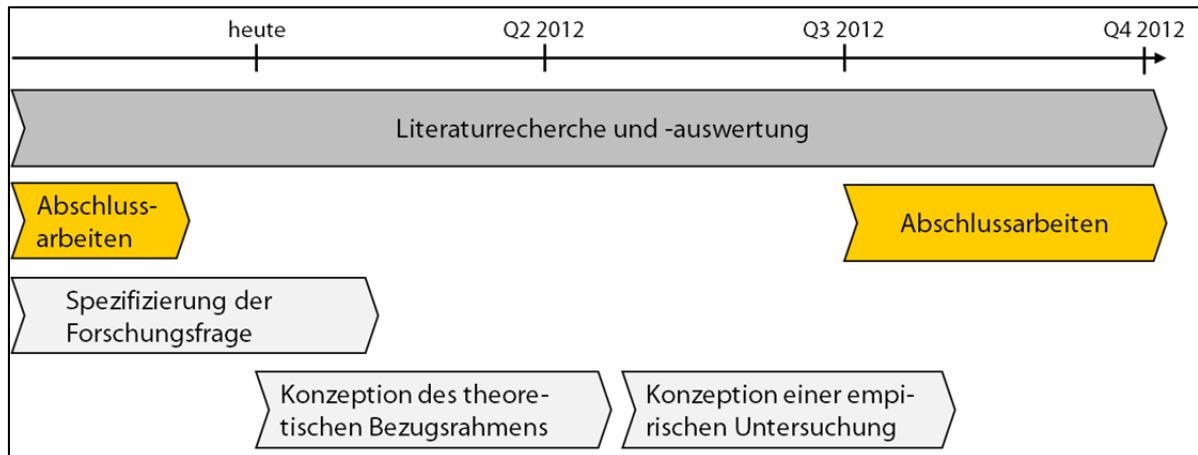 heute Q2 2012 Q3 2012 Q4 2012
Literaturrecherche und -auswertung
Abschluss-
arbeiten
Abschlussarbeiten
Spezifizierung der
Forschungsfrage
Konzeption des theore-
tischen Bezugsrahmens
Konzeption einer empi-
rischen Untersuchung